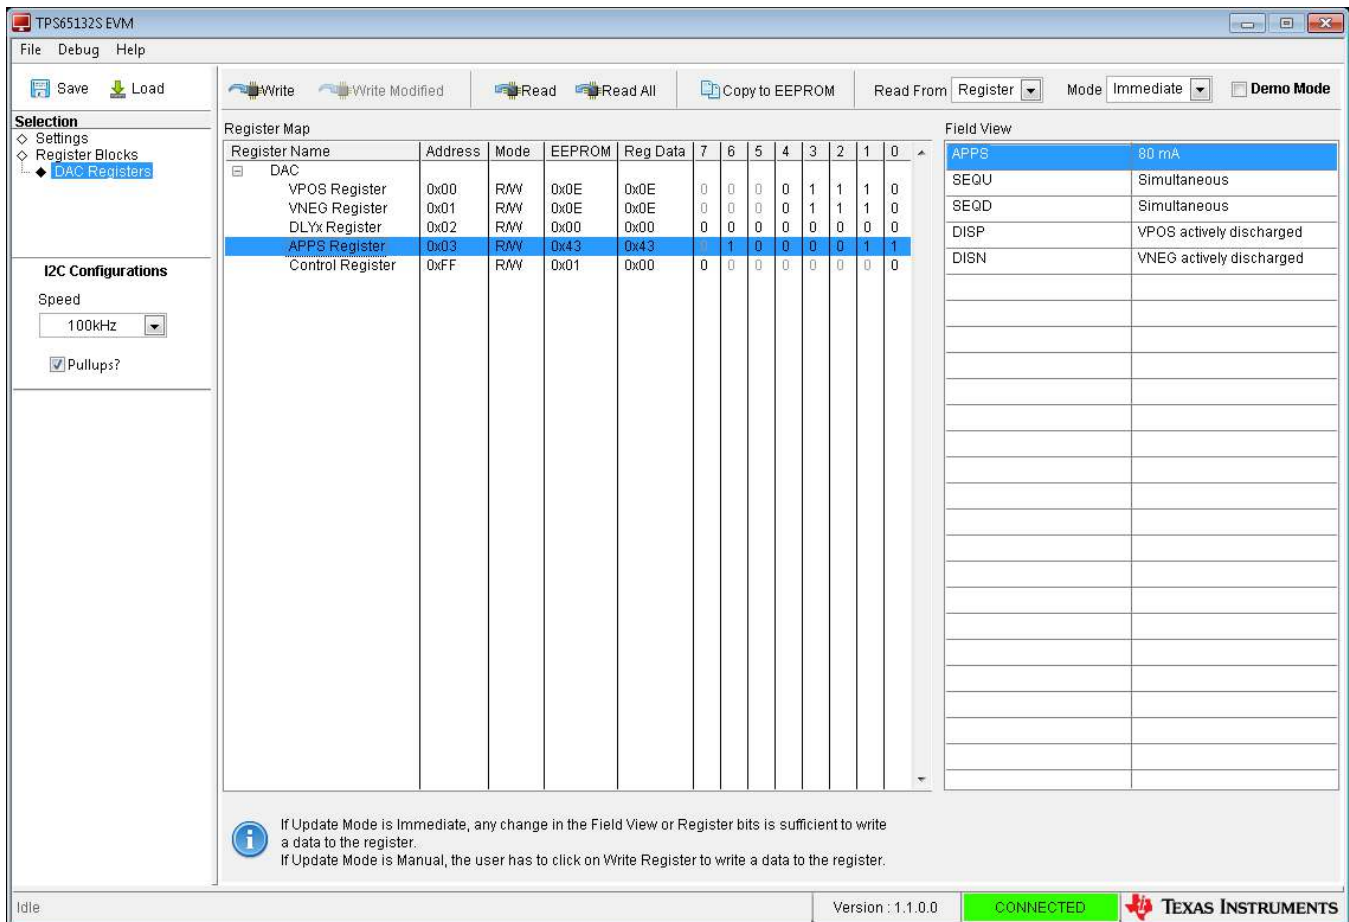 TPS65132S EVM
File Debug Help
Save Load
Write Write Modified Read Read All Copy to EEPROM Read From Register Mode Immediate Demo Mode
Selection
Settings
Register Blocks
DAC Registers
I2C Configurations
Speed
100kHz
Pullups?
Register Map
Register Name Address Mode EEPROM Reg Data 7 6 5 4 3 2 1 0
DAC
VPOS Register 0x00 R/W 0x0E 0x0E 0 0 0 0 1 1 1 0
VNEG Register 0x01 R/W 0x0E 0x0E 0 0 0 0 1 1 1 0
DLYx Register 0x02 R/W 0x00 0x00 0 0 0 0 0 0 0 0
APPS Register 0x03 R/W 0x43 0x43 0 1 0 0 0 0 1 1
Control Register 0xFF R/W 0x01 0x00 0 0 0 0 0 0 0 0
Field View
APPS 80 mA
SEQU Simultaneous
SEQD Simultaneous
DISP VPOS actively discharged
DISN VNEG actively discharged
If Update Mode is Immediate, any change in the Field View or Register bits is sufficient to write
a data to the register.
If Update Mode is Manual, the user has to click on Write Register to write a data to the register.
Idle Version : 1.1.0.0 CONNECTED TEXAS INSTRUMENTS